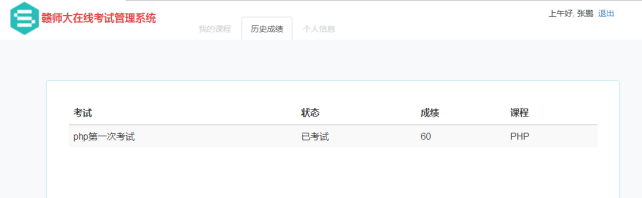 赣师大在线考试管理系统
我的课程 历史成绩 个人信息
上午好, 张鹏 退出
考试 状态 成绩 课程
php第一次考试 已考试 60 PHP